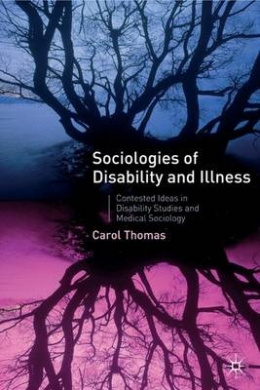 Sociologies of
Disability and Illness
Contested Ideas in
Disability Studies and
Medical Sociology
Carol Thomas